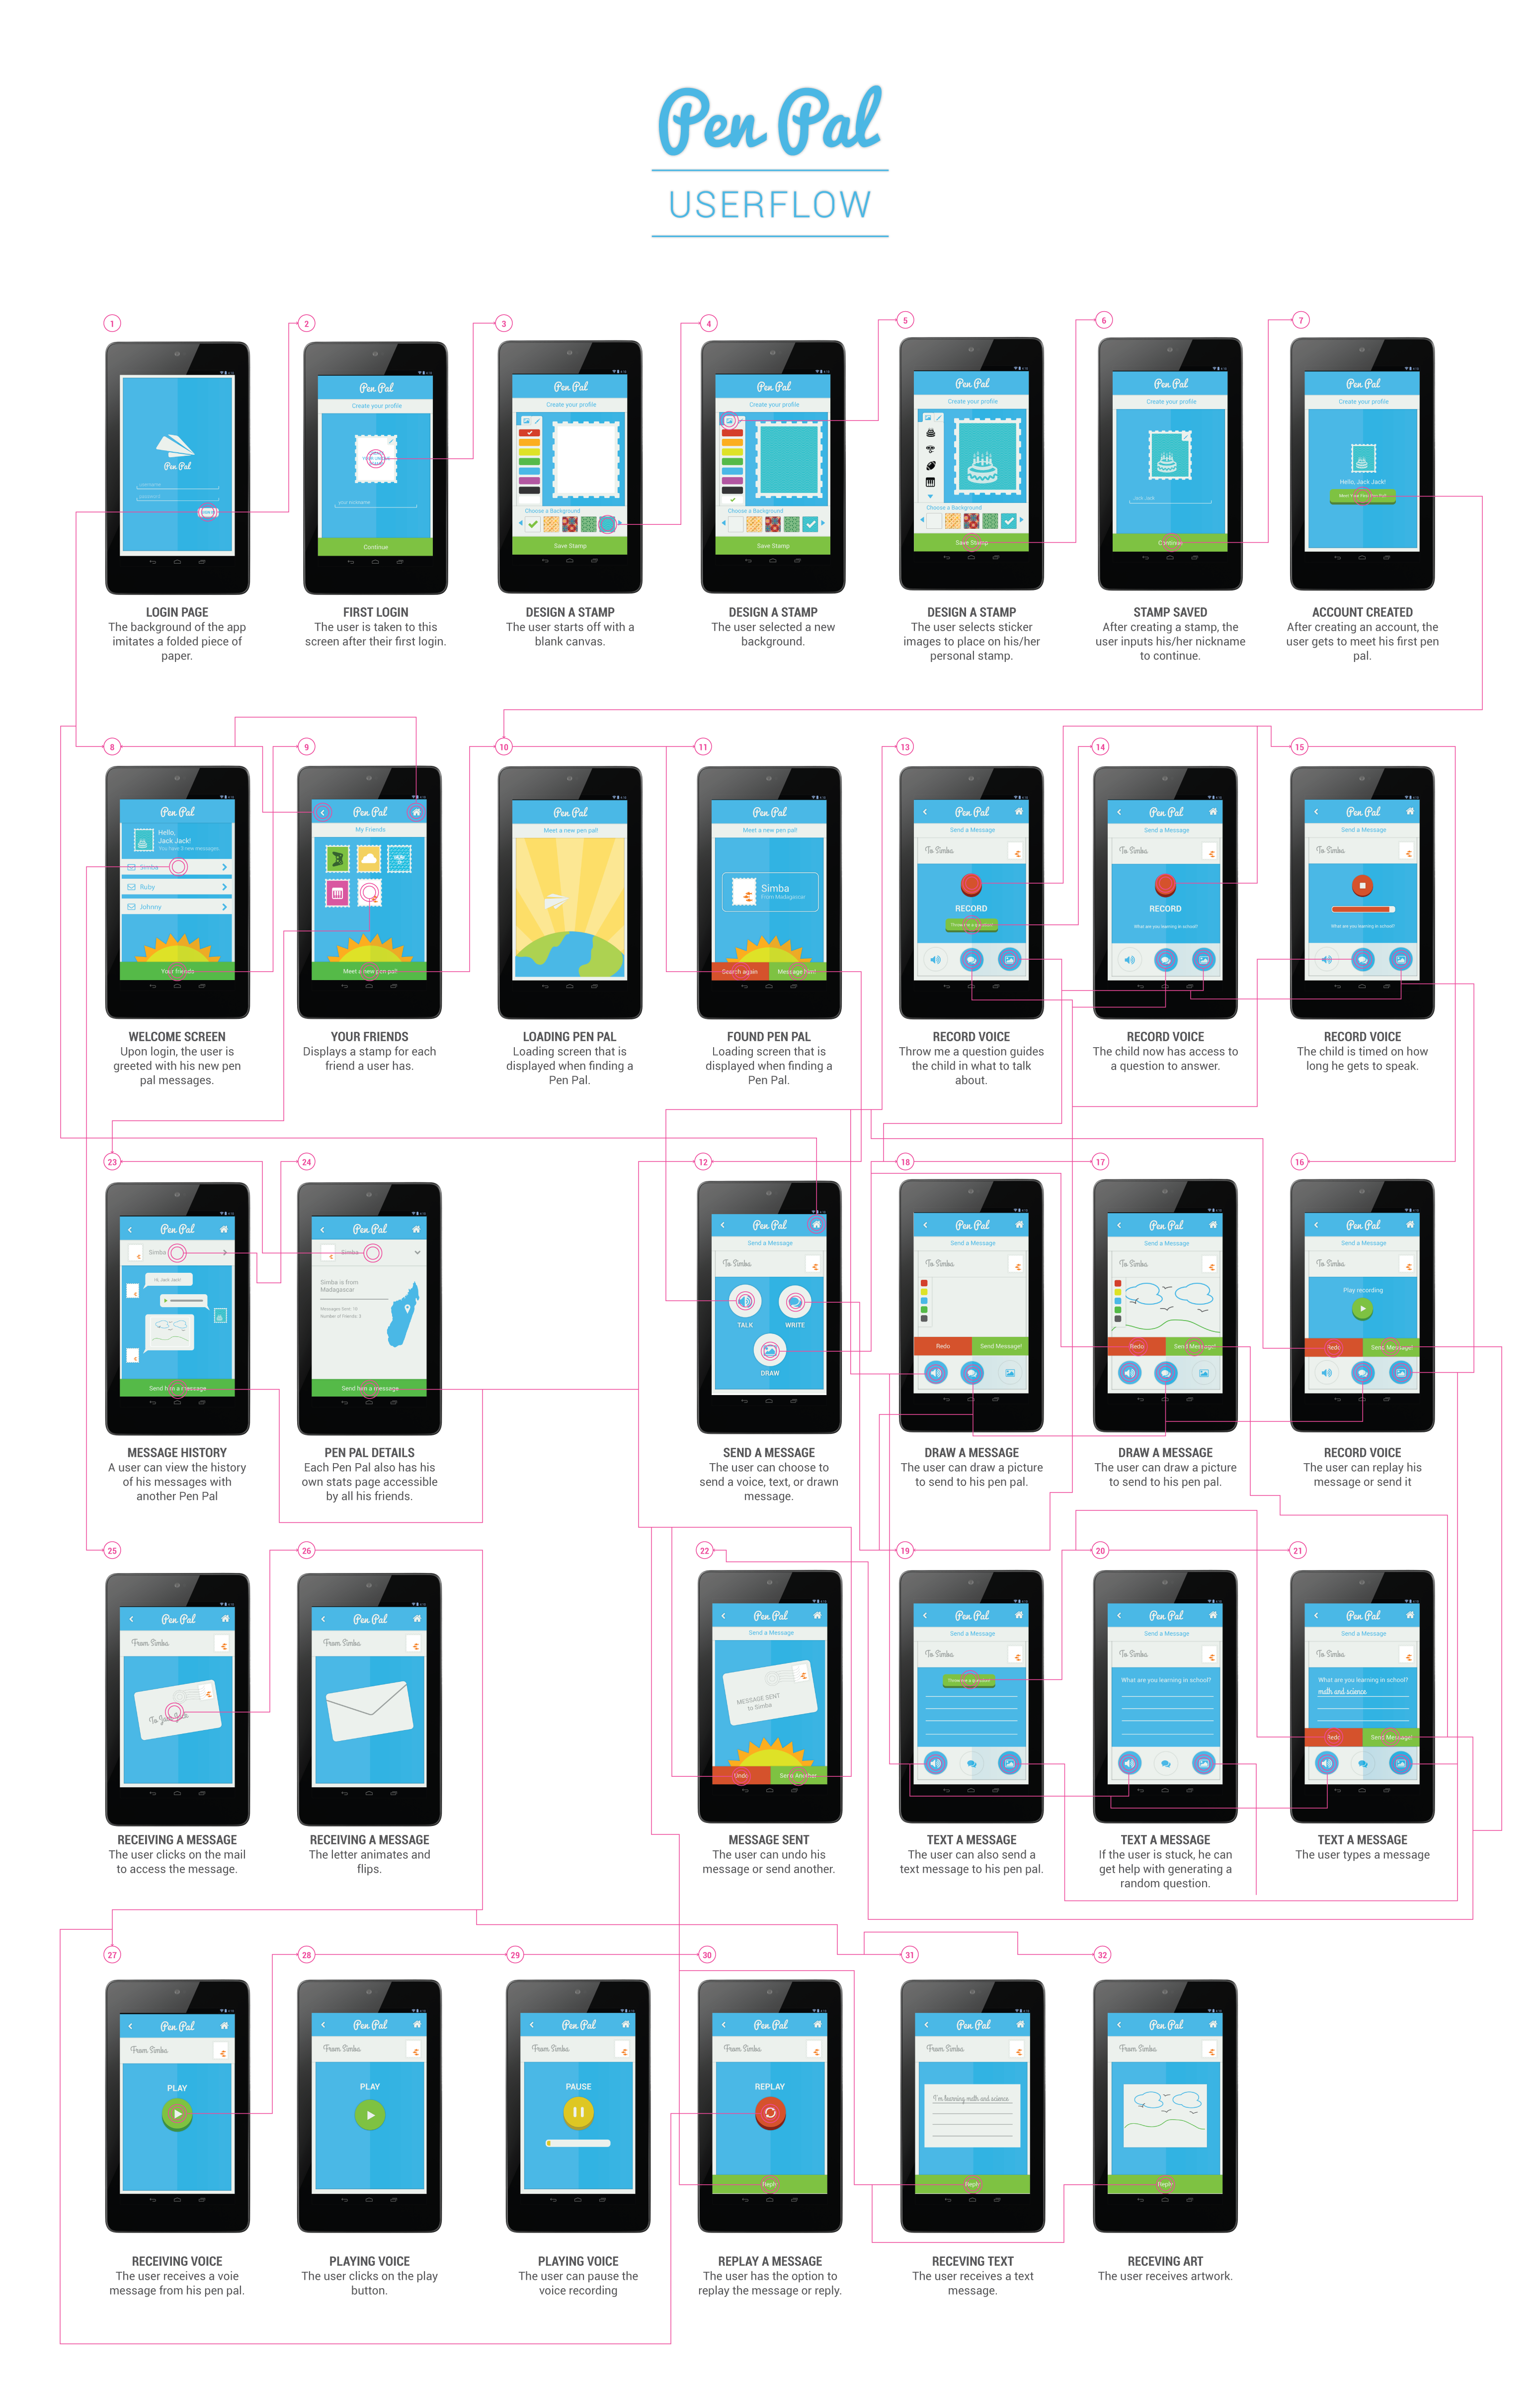 Pen Pal
USERFLOW
1
2
3
4
5
6
7
Pen Pal
username
password
Pen Pal
Create your profile
your nickname
Continue
Pen Pal
Create your profile
Choose a Background
Save Stamp
Pen Pal
Create your profile
Choose a Background
Save Stamp
Pen Pal
Create your profile
Choose a Background
Save Stamp
Pen Pal
Create your profile
Jack Jack
Continue
Pen Pal
Create your profile
Hello, Jack Jack!
LOGIN PAGE
The background of the app
imitates a folded piece of
paper.
FIRST LOGIN
The user is taken to this
screen after their first login.
DESIGN A STAMP
The user starts off with a
blank canvas.
DESIGN A STAMP
The user selected a new
background.
DESIGN A STAMP
The user selects sticker
images to place on his/her
personal stamp.
STAMP SAVED
After creating a stamp, the
user inputs his/her nickname
to continue.
ACCOUNT CREATED
After creating an account, the
user gets to meet his first pen
pal.
8
9
10
11
13
14
15
Pen Pal
Hello,
Jack Jack!
You have 3 new messages.
Simba
Ruby
Johnny
Your friends
Pen Pal
My Friends
Meet a new pen pal!
Pen Pal
Meet a new pen pal!
Pen Pal
Meet a new pen pal!
Simba
From Madagascar
Search again
Message him!
Pen Pal
Send a Message
To Simba
RECORD
Pen Pal
Send a Message
To Simba
RECORD
What are you learning in school?
Pen Pal
Send a Message
To Simba
What are you learning in school?
WELCOME SCREEN
Upon login, the user is
greeted with his new pen
pal messages.
YOUR FRIENDS
Displays a stamp for each
friend a user has.
LOADING PEN PAL
Loading screen that is
displayed when finding a
Pen Pal.
FOUND PEN PAL
Loading screen that is
displayed when finding a
Pen Pal.
RECORD VOICE
Throw me a question guides
the child in what to talk
about.
RECORD VOICE
The child now has access to
a question to answer.
RECORD VOICE
The child is timed on how
long he gets to speak.
23
24
12
18
17
16
Pen Pal
Simba
Hi, Jack Jack!
Send him a message
Pen Pal
Simba
Simba is from
Madagascar
Messages Sent: 10
Number of Friends: 3
Send him a message
Pen Pal
Send a Message
To Simba
TALK
WRITE
DRAW
Pen Pal
Send a Message
To Simba
Redo
Send Message!
Pen Pal
Send a Message
To Simba
Redo
Send Message!
Pen Pal
Send a Message
To Simba
Play recording
Redo
Send Message!
MESSAGE HISTORY
A user can view the history
of his messages with
another Pen Pal
PEN PAL DETAILS
Each Pen Pal also has his
own stats page accessible
by all his friends.
SEND A MESSAGE
The user can choose to
send a voice, text, or drawn
message.
DRAW A MESSAGE
The user can draw a picture
to send to his pen pal.
DRAW A MESSAGE
The user can draw a picture
to send to his pen pal.
RECORD VOICE
The user can replay his
message or send it
25
26
22
19
20
21
Pen Pal
From Simba
To Jack Jack
Pen Pal
From Simba
Pen Pal
Send a Message
MESSAGE SENT
to Simba
Undo
Send Another
Pen Pal
Send a Message
To Simba
Pen Pal
Send a Message
To Simba
What are you learning in school?
Pen Pal
Send a Message
To Simba
What are you learning in school?
math and science
Redo
Send Message!
RECEIVING A MESSAGE
The user clicks on the mail
to access the message.
RECEIVING A MESSAGE
The letter animates and
flips.
MESSAGE SENT
The user can undo his
message or send another.
TEXT A MESSAGE
The user can also send a
text message to his pen pal.
TEXT A MESSAGE
If the user is stuck, he can
get help with generating a
random question.
TEXT A MESSAGE
The user types a message
27
28
29
30
31
32
Pen Pal
From Simba
PLAY
Pen Pal
From Simba
PLAY
Pen Pal
From Simba
PAUSE
Pen Pal
From Simba
REPLAY
Reply
Pen Pal
From Simba
I'm learning math and science.
Reply
Pen Pal
From Simba
Reply
RECEIVING VOICE
The user receives a voie
message from his pen pal.
PLAYING VOICE
The user clicks on the play
button.
PLAYING VOICE
The user can pause the
voice recording
REPLAY A MESSAGE
The user has the option to
replay the message or reply.
RECEVING TEXT
The user receives a text
message.
RECEVING ART
The user receives artwork.